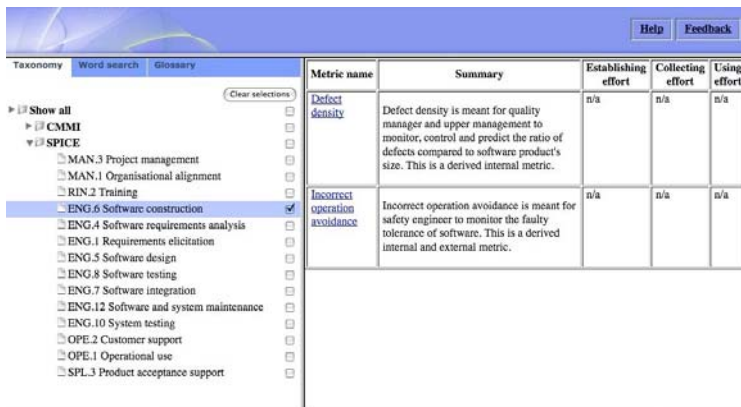 Help
Feedback
Taxonomy
Word search
Glossary
Clear selections
Show all
CMMI
SPICE
MAN.3 Project management
MAN.1 Organisational alignment
RIN.2 Training
ENG.6 Software construction
ENG.4 Software requirements analysis
ENG.1 Requirements elicitation
ENG.5 Software design
ENG.8 Software testing
ENG.7 Software integration
ENG.12 Software and system maintenance
ENG.10 System testing
OPE.2 Customer support
OPE.1 Operational use
SPL.3 Product acceptance support
Metric name
Summary
Establishing
effort
Collecting
effort
Using
effort
Defect
density
Defect density is meant for quality
manager and upper management to
monitor, control and predict the ratio of
defects compared to software product's
size. This is a derived internal metric.
n/a
n/a
n/a
Incorrect
operation
avoidance
Incorrect operation avoidance is meant for
safety engineer to monitor the faulty
tolerance of software. This is a derived
internal and external metric.
n/a
n/a
n/a